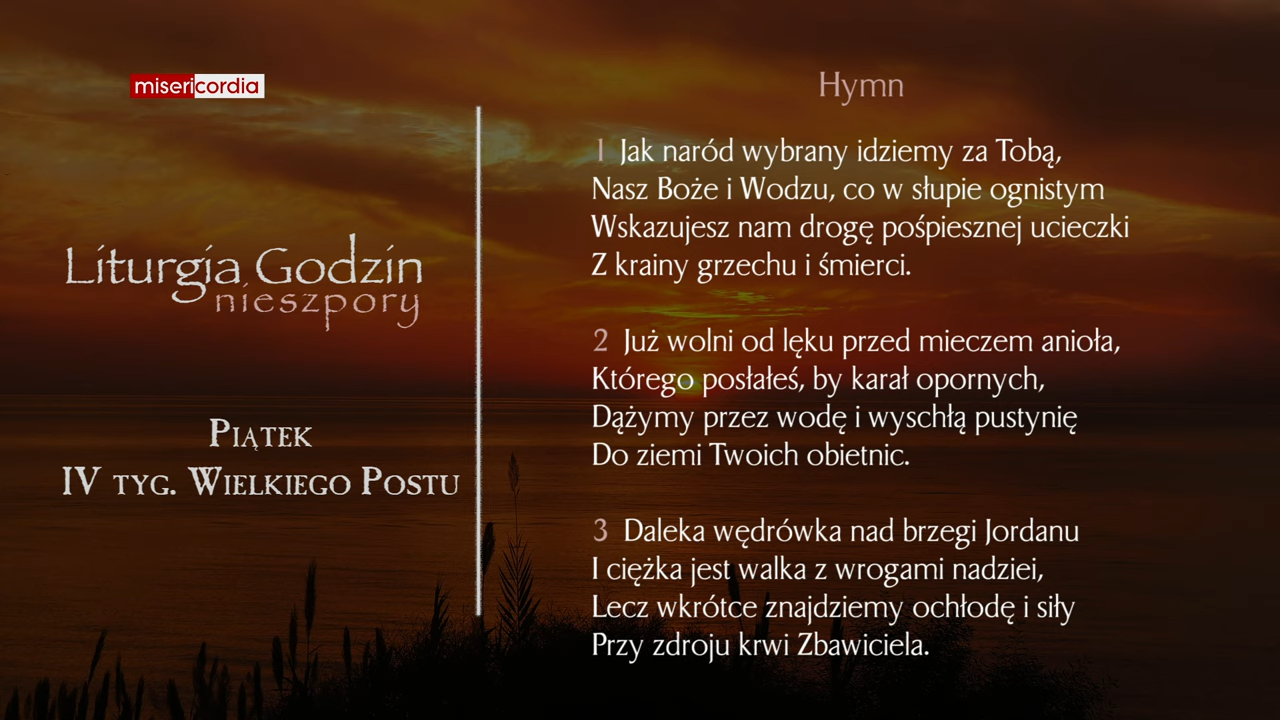 misericordia
Liturgia Godzin
nieszpory
Piątek
IV tyg. Wielkiego Postu
Hymn
1 Jak naród wybrany idziemy za Tobą,
Nasz Boże i Wodzu, co w słupie ognistym
Wskazujesz nam drogę pośpiesznej ucieczki
Z krainy grzechu i śmierci.
2 Już wolni od lęku przed mieczem anioła,
Którego posłałeś, by karał opornych,
Dążymy przez wodę i wyschłą pustynię
Do ziemi Twoich obietnic.
3 Daleka wędrówka nad brzegi Jordanu
I ciężka jest walka z wrogami nadziei,
Lecz wkrótce znajdziemy ochłodę i siły
Przy zdroju krwi Zbawiciela.